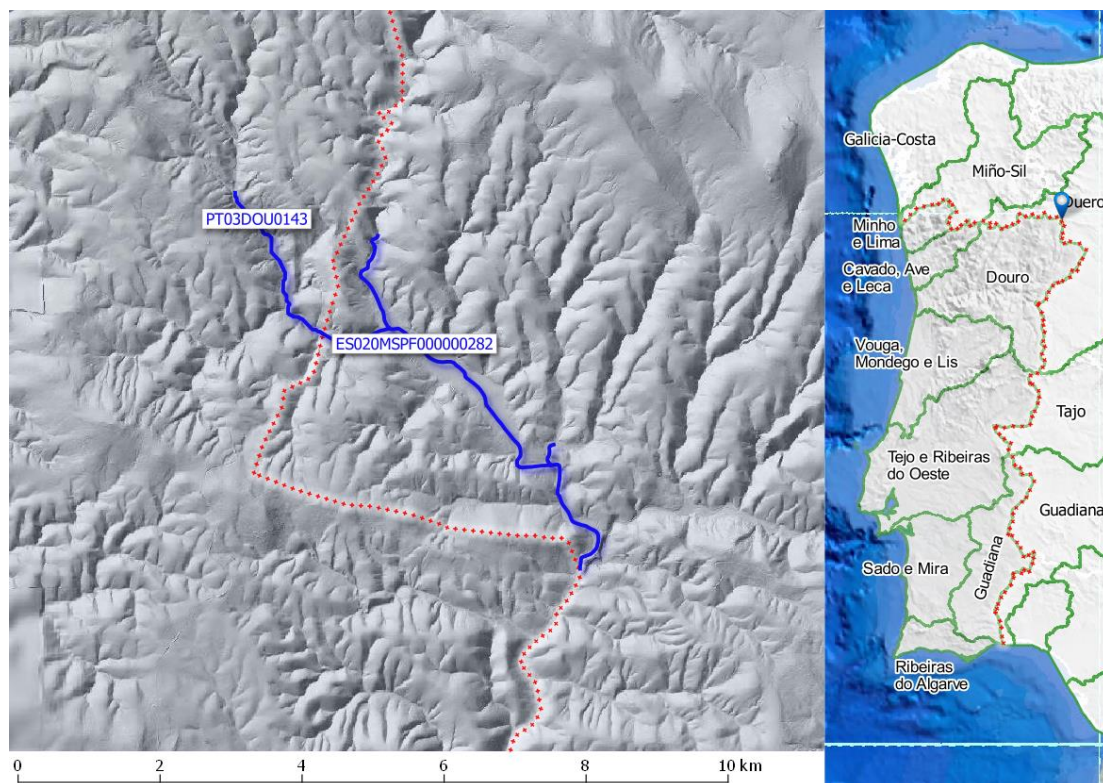 PT03DOU0143
ES020MSPF000000282
0 2 4 6 8 10 km
Galicia-Costa
Miño-Sil
Duero
Minho
e Lima
Cavado, Ave
e Leca
Douro
Vouga,
Mondego e Lis
Tajo
Tejo e Ribeiras
do Oeste
Guadiana
Sado e Mira
Guadiana
Ribeiras
do Algarve